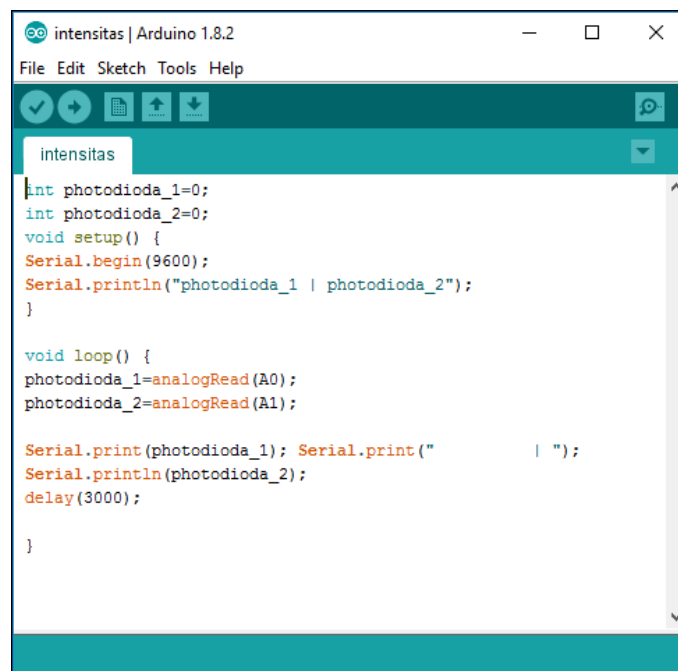 intensitas | Arduino 1.8.2
File Edit Sketch Tools Help
intensitas
int photodioda_1=0;
int photodioda_2=0;
void setup() {
Serial.begin(9600);
Serial.println("photodioda_1 | photodioda_2");
}
void loop() {
photodioda_1=analogRead(A0);
photodioda_2=analogRead(A1);
Serial.print(photodioda_1); Serial.print("          | ");
Serial.println(photodioda_2);
delay(3000);
}